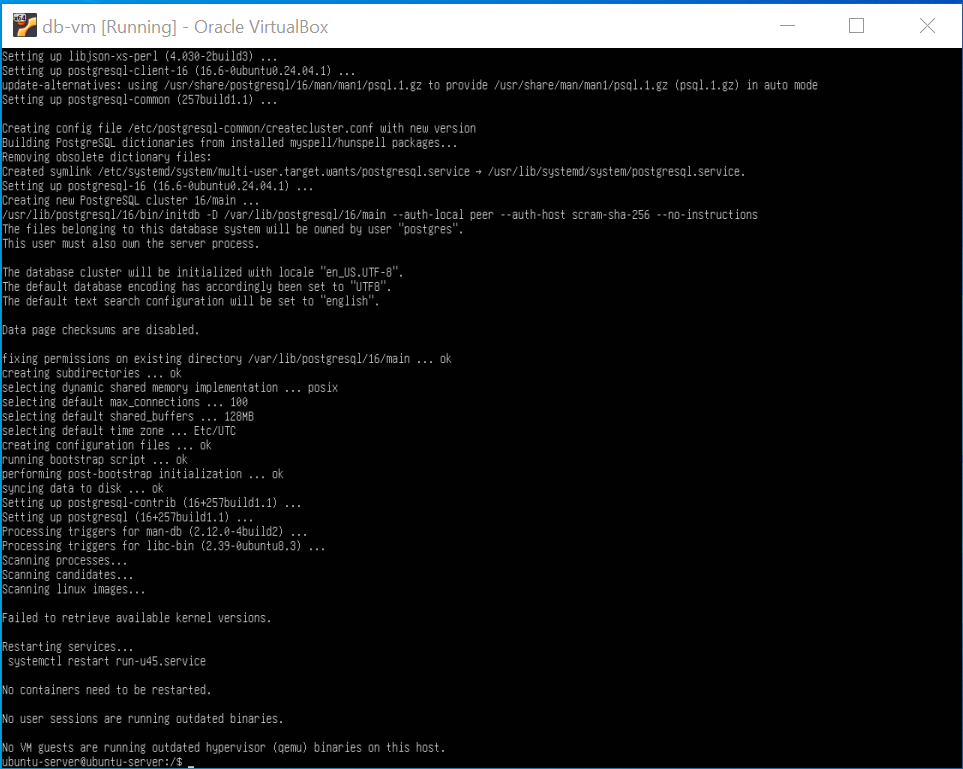 db-vm [Running] - Oracle VirtualBox
Setting up libjson-xs-perl (4.030-2build3) ...
Setting up postgresql-client-16 (16.6-0ubuntu0.24.04.1) ...
update-alternatives: using /usr/share/postgresql/16/man/man1/psql.1.gz to provide /usr/share/man/man1/psql.1.gz (psql.1.gz) in auto mode
Setting up postgresql-common (257build1.1) ...

Creating config file /etc/postgresql-common/createcluster.conf with new version
Building PostgreSQL dictionaries from installed myspell/hunspell packages...
Removing obsolete dictionary files:
Created symlink /etc/systemd/system/multi-user.target.wants/postgresql.service → /usr/lib/systemd/system/postgresql.service.
Setting up postgresql-16 (16.6-0ubuntu0.24.04.1) ...
Creating new PostgreSQL cluster 16/main ...
/usr/lib/postgresql/16/bin/initdb -D /var/lib/postgresql/16/main --auth-local peer --auth-host scram-sha-256 --no-instructions
The files belonging to this database system will be owned by user "postgres".
This user must also own the server process.

The database cluster will be initialized with locale "en_US.UTF-8".
The default database encoding has accordingly been set to "UTF8".
The default text search configuration will be set to "english".

Data page checksums are disabled.

fixing permissions on existing directory /var/lib/postgresql/16/main ... ok
creating subdirectories ... ok
selecting dynamic shared memory implementation ... posix
selecting default max_connections ... 100
selecting default shared_buffers ... 128MB
selecting default time zone ... Etc/UTC
creating configuration files ... ok
running bootstrap script ... ok
performing post-bootstrap initialization ... ok
syncing data to disk ... ok
Setting up postgresql-contrib (16+257build1.1) ...
Setting up postgresql (16+257build1.1) ...
Processing triggers for man-db (2.12.0-4build2) ...
Processing triggers for libc-bin (2.39-0ubuntu8.3) ...
Scanning processes...
Scanning candidates...
Scanning linux images...

Failed to retrieve available kernel versions.

Restarting services...
 systemctl restart run-u45.service

No containers need to be restarted.

No user sessions are running outdated binaries.

No VM guests are running outdated hypervisor (qemu) binaries on this host.
ubuntu-server@ubuntu-server:/$ _